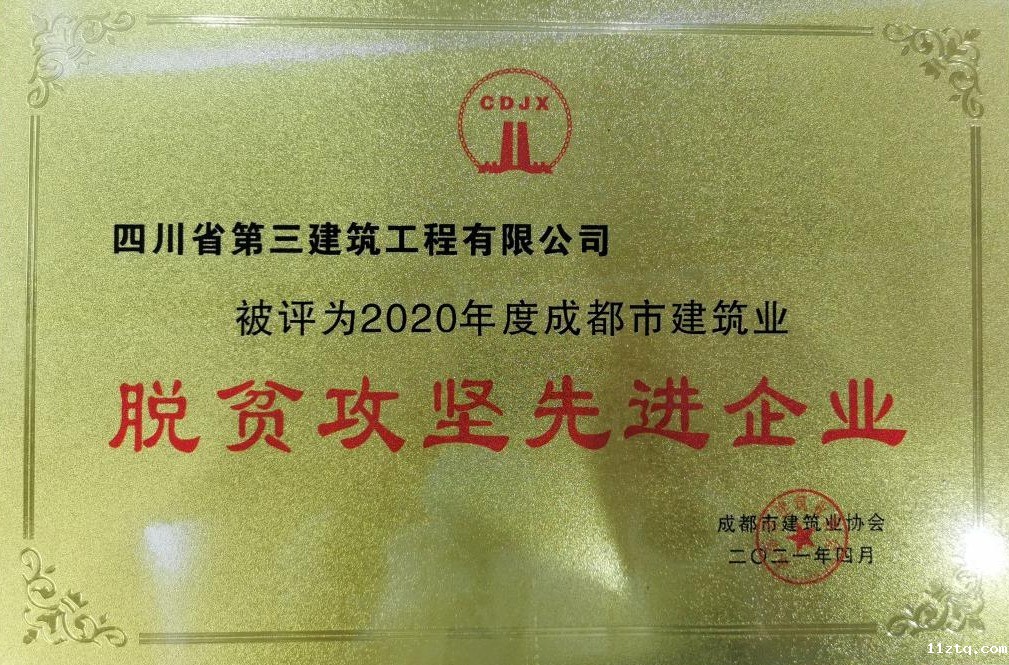 CDJX
四川省第三建筑工程有限公司
被评为2020年度成都市建筑业
脱贫攻坚先进企业
成都市建筑业协会
二〇二一年四月
11ztq.com